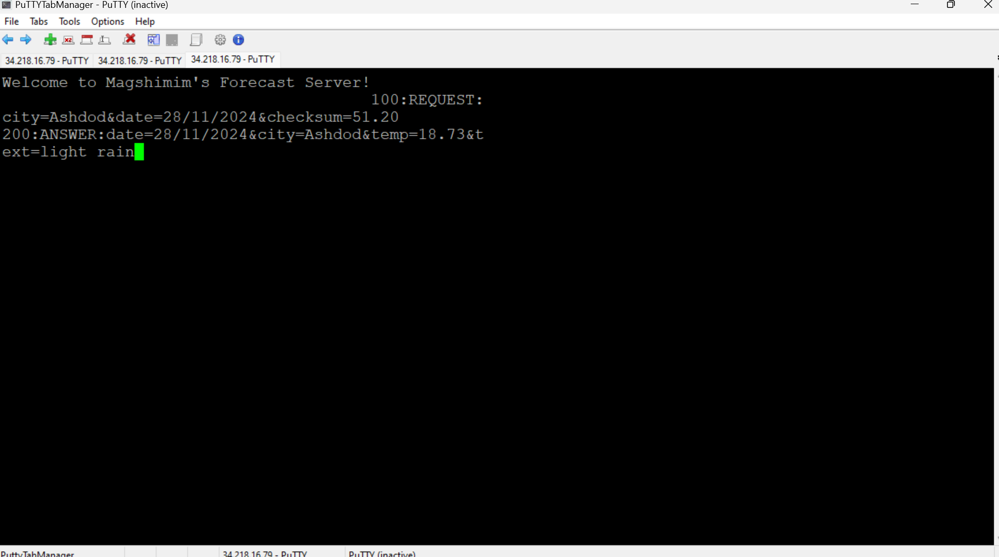 PuTTYTabManager - PuTTY (inactive)
File Tabs Tools Options Help
34.218.16.79 - PuTTY 34.218.16.79 - PuTTY 34.218.16.79 - PuTTY
Welcome to Magshimim's Forecast Server!
100:REQUEST:
city=Ashdod&date=28/11/2024&checksum=51.20
200:ANSWER:date=28/11/2024&city=Ashdod&temp=18.73&t
ext=light rain
PuttyTabManager 34.218.16.79 - PuTTY PuTTY (inactive)